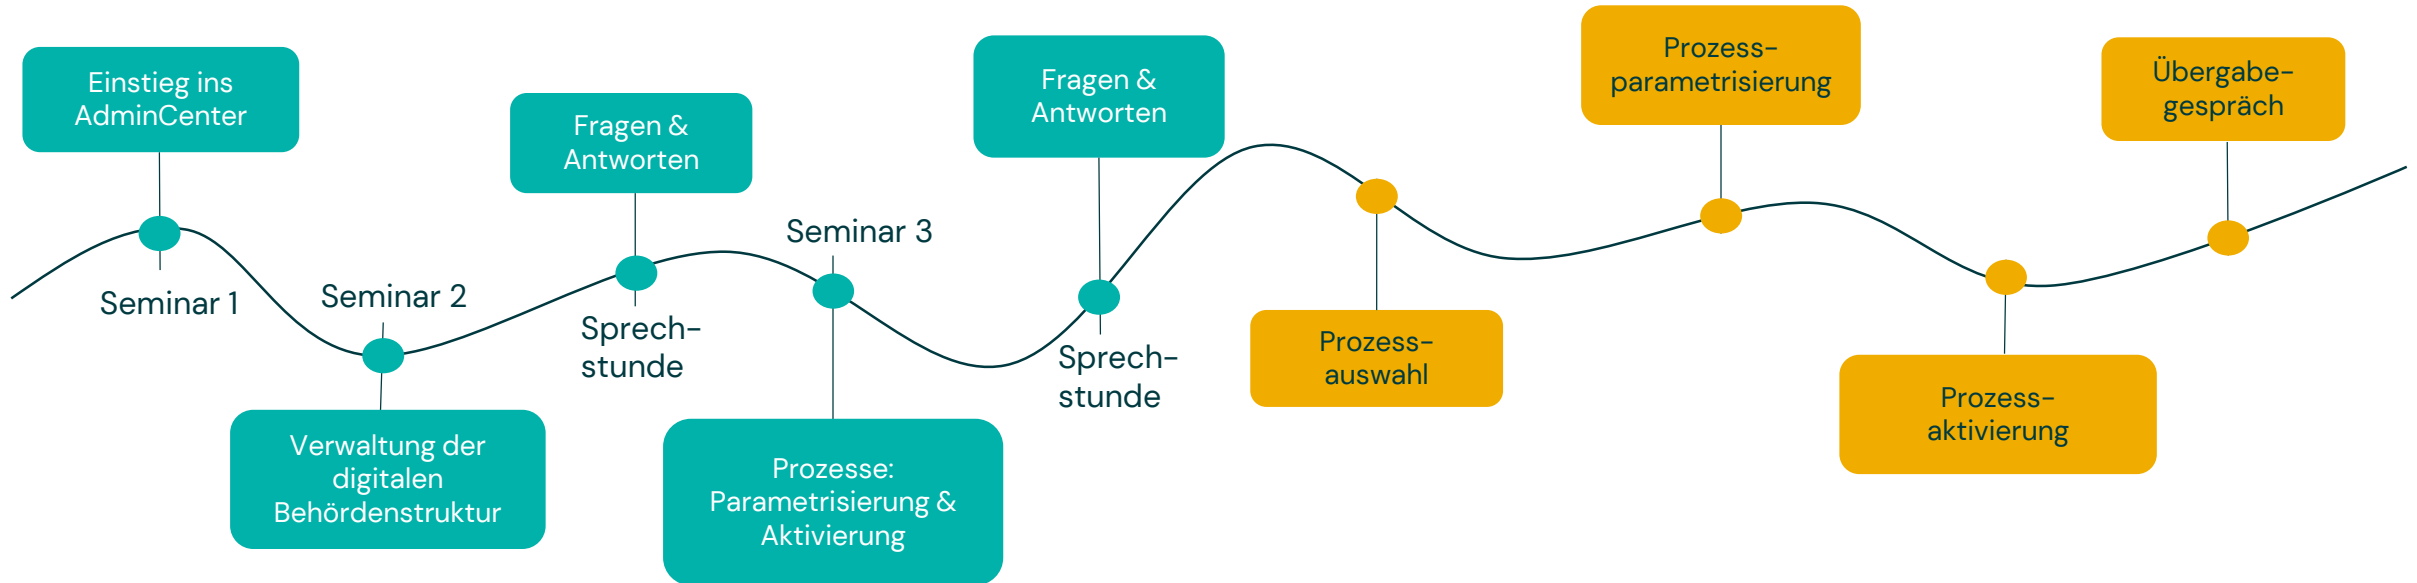 Einstieg ins
AdminCenter
Seminar 1
Seminar 2
Verwaltung der
digitalen
Behördenstruktur
Fragen &
Antworten
Sprech-
stunde
Seminar 3
Prozesse:
Parametrisierung &
Aktivierung
Fragen &
Antworten
Sprech-
stunde
Prozess-
auswahl
Prozess-
parametrisierung
Prozess-
aktivierung
Übergabe-
gespräch